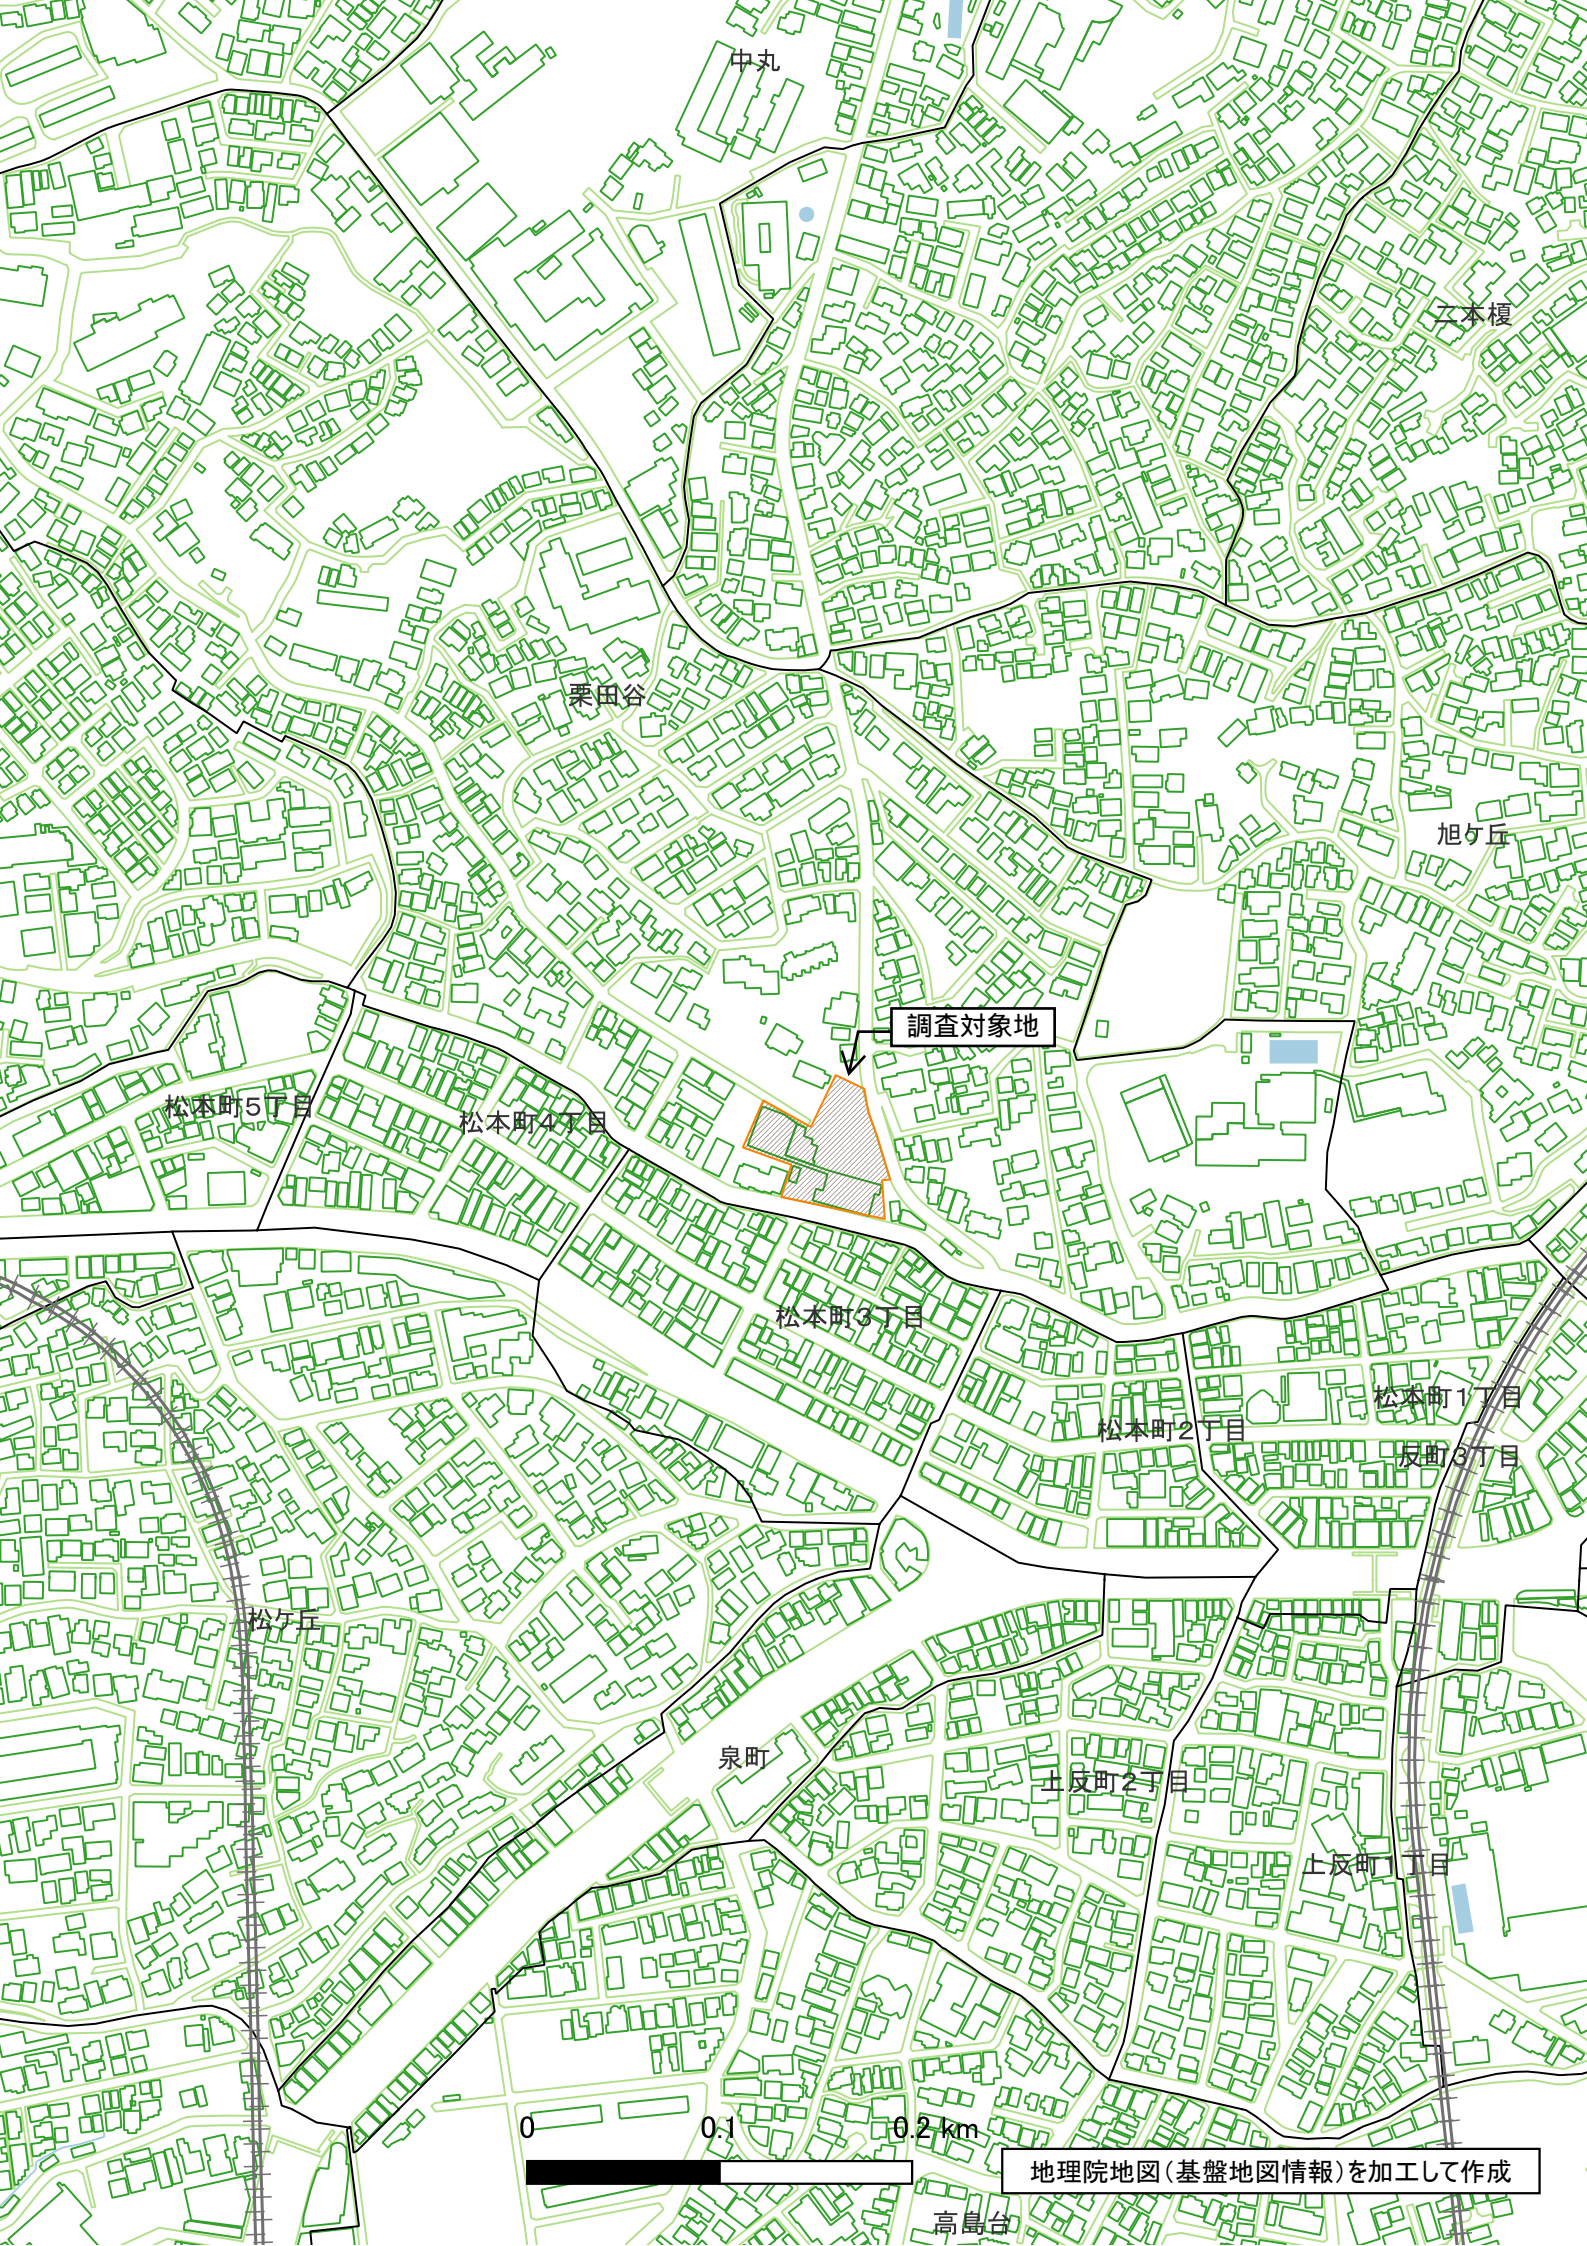 中丸
二本榎
栗田谷
旭ケ丘
調査対象地
松本町5丁目
松本町4丁目
松本町3丁目
松本町1丁目
松本町2丁目
反町3丁目
松ケ丘
泉町
上反町2丁目
上反町1丁目
0 0.1 0.2 km
地理院地図（基盤地図情報）を加工して作成
高島台